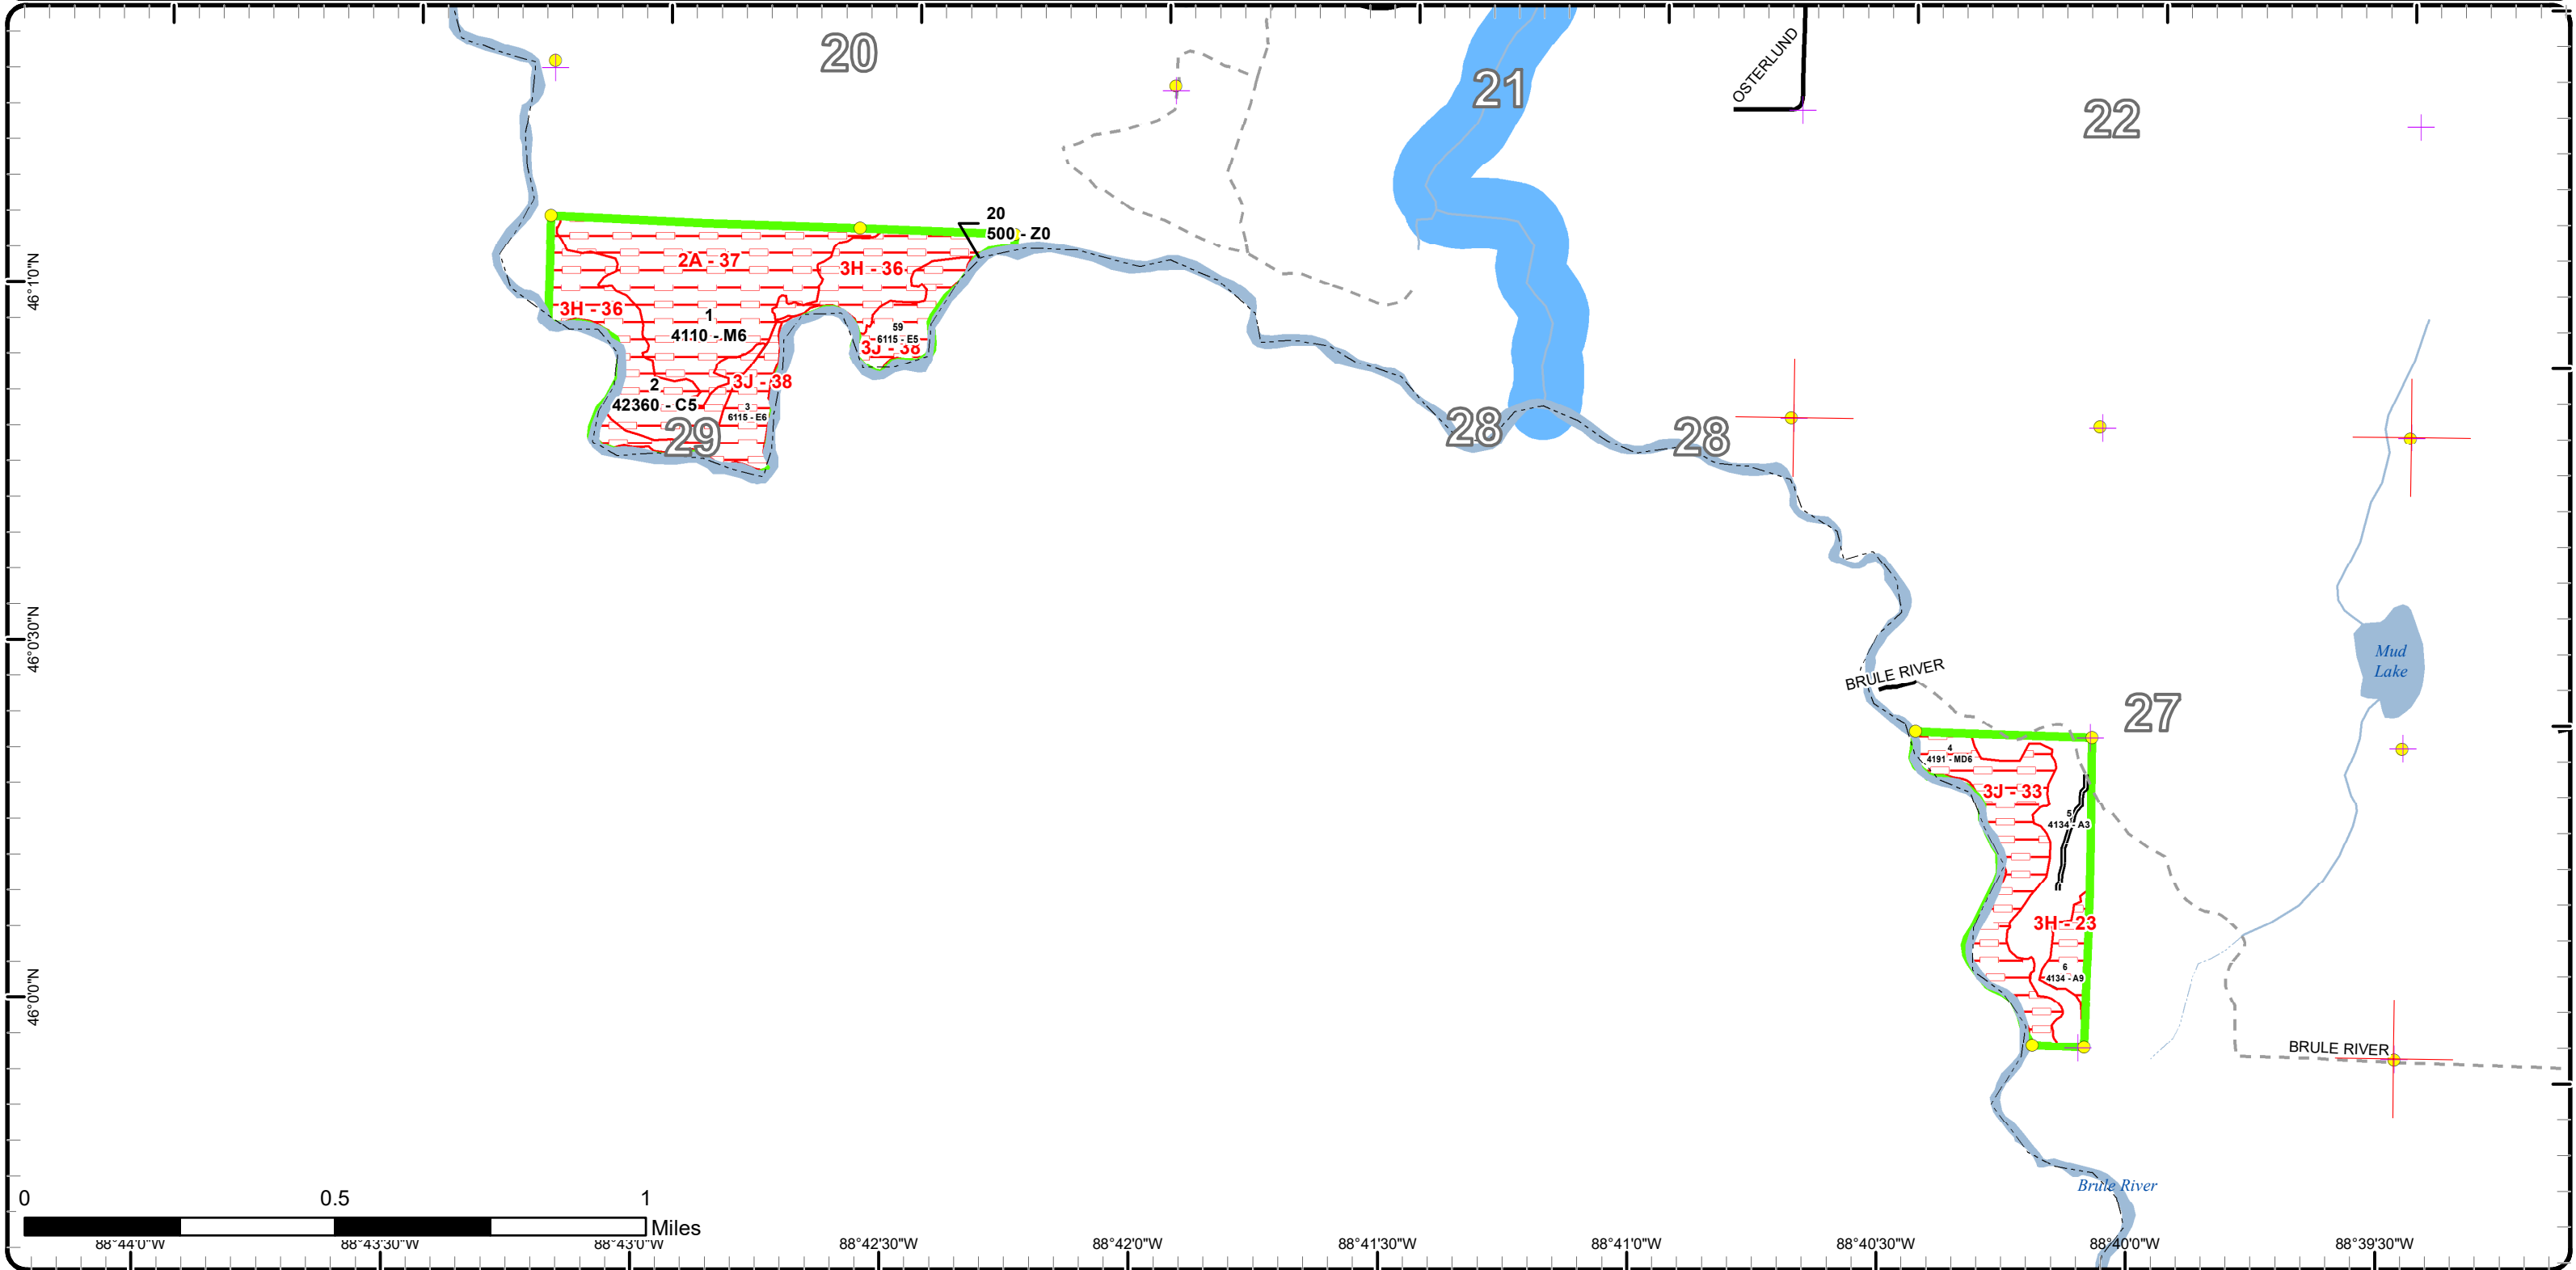 20
21
OSTERLUND
22
20
500 - Z0
46°1'0"N
2A - 37
3H - 36
3H - 36
1
4110 - M6
59
6115 - E5
3J - 38
3J - 38
2
42360 - C5
3
6115 - E6
29
28
28
46°0'30"N
Mud
Lake
BRULE RIVER
27
4
4191 - MD6
3J - 33
5
4134 - A3
3H - 23
6
4134 - A9
46°0'0"N
BRULE RIVER
Brule River
0 0.5 1
Miles
88°44'0"W 88°43'30"W 88°43'0"W 88°42'30"W 88°42'0"W 88°41'30"W 88°41'0"W 88°40'30"W 88°40'0"W 88°39'30"W